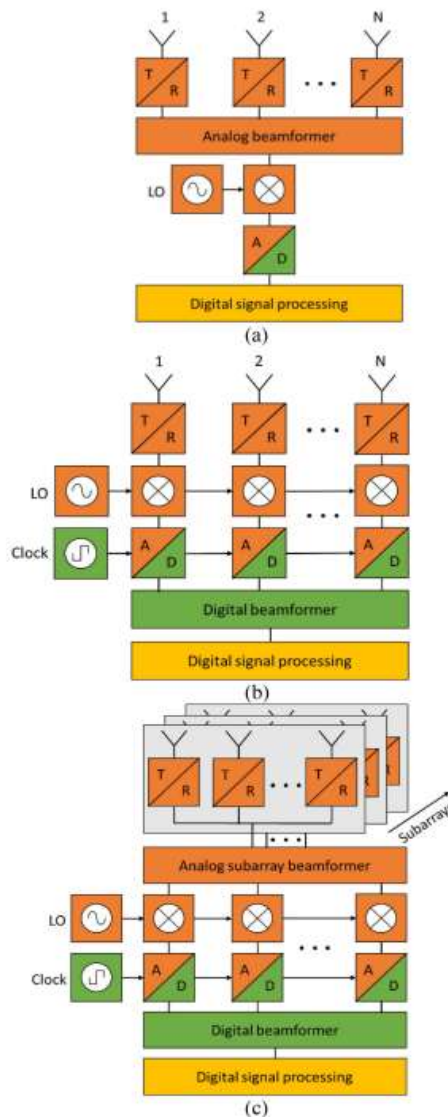 1 2 N
T R T R • • • T R
Analog beamformer
LO
A D
Digital signal processing
(a)
1 2 N
T R T R • • • T R
LO
• • •
Clock A D A D A D
Digital beamformer
Digital signal processing
(b)
T R T R • • • T R R
Subarray
• • • •
Analog subarray beamformer
LO
• • •
Clock A D A D A D
Digital beamformer
Digital signal processing
(c)